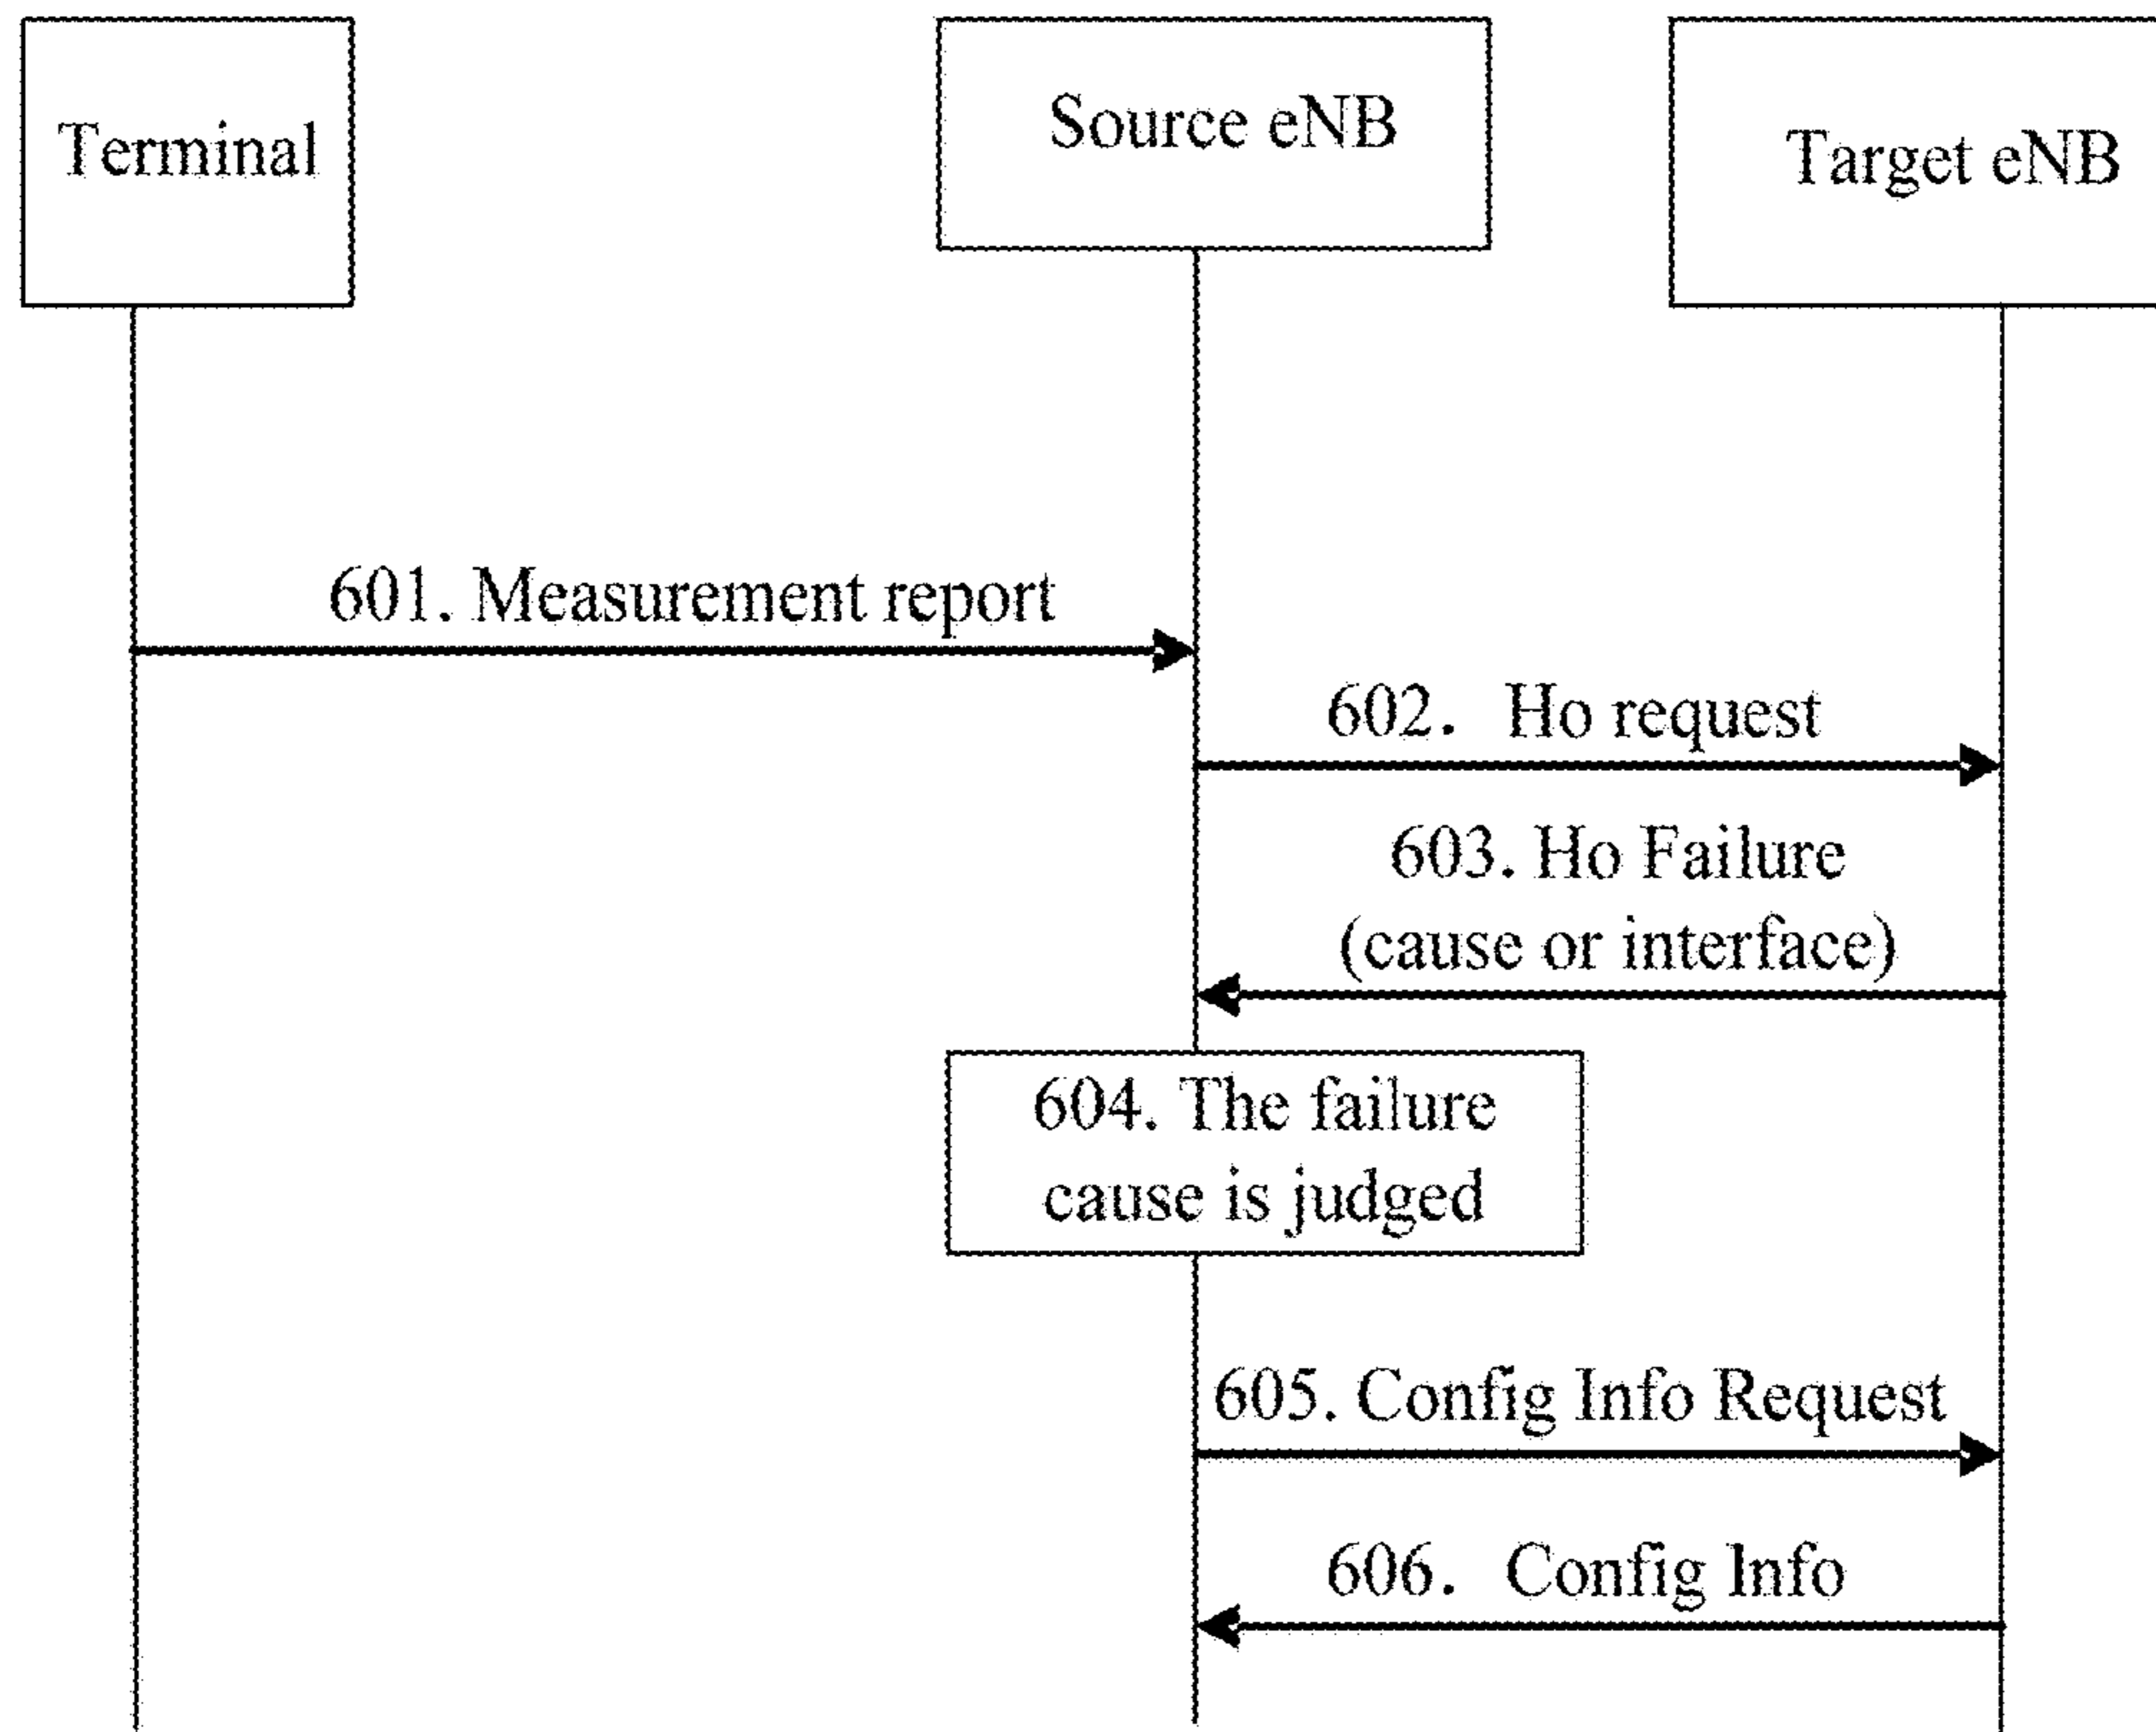 Terminal
Source eNB
Target eNB
601. Measurement report
602. Ho request
603. Ho Failure
(cause or interface)
604. The failure
cause is judged
605. Config Info Request
606. Config Info